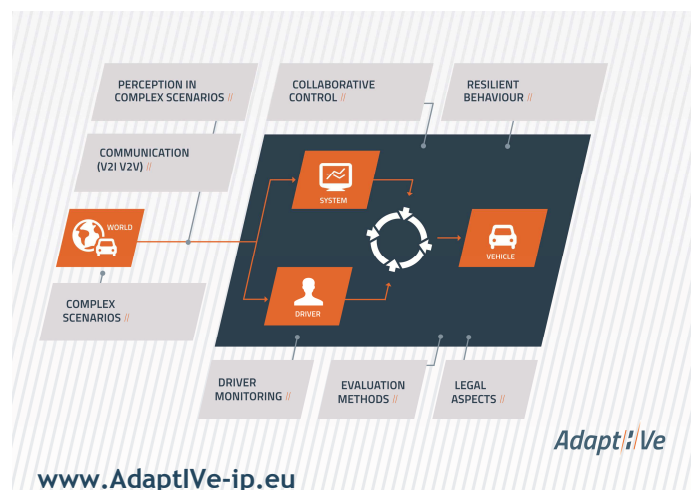 PERCEPTION IN
COMPLEX SCENARIOS //
COLLABORATIVE
CONTROL //
RESILIENT
BEHAVIOUR //
COMMUNICATION
(V2I V2V) //
SYSTEM
WORLD
VEHICLE
COMPLEX
SCENARIOS //
DRIVER
DRIVER
MONITORING //
EVALUATION
METHODS //
LEGAL
ASPECTS //
AdaptIVe
www.AdaptIVe-ip.eu